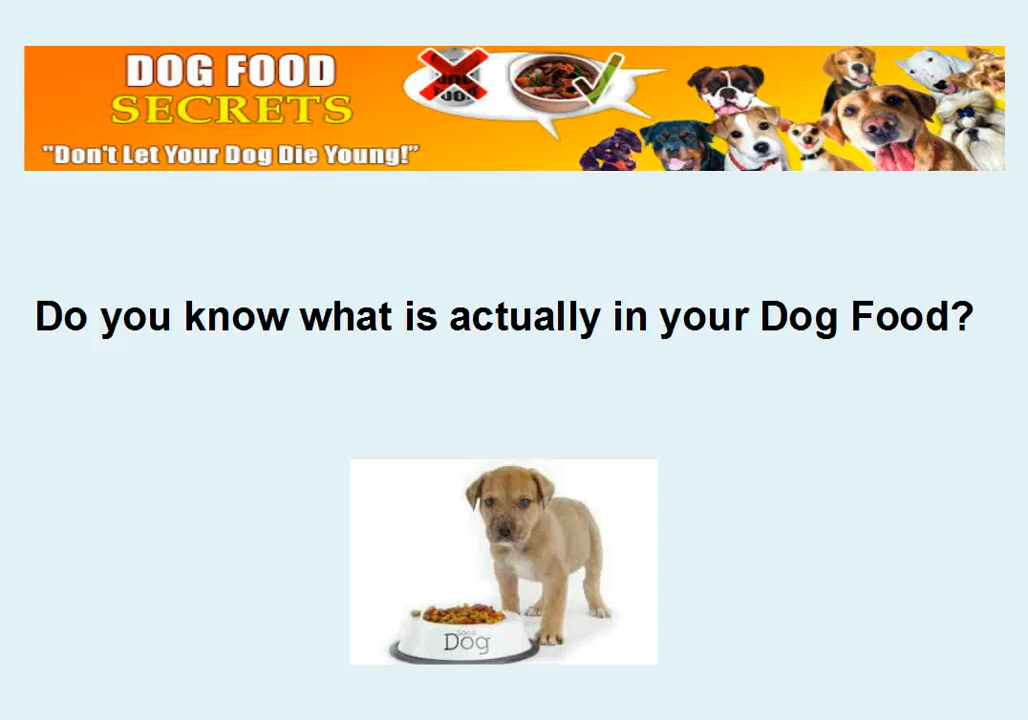 DOG FOOD
SECRETS
"Don't Let Your Dog Die Young!"
Do you know what is actually in your Dog Food?
Good
Dog